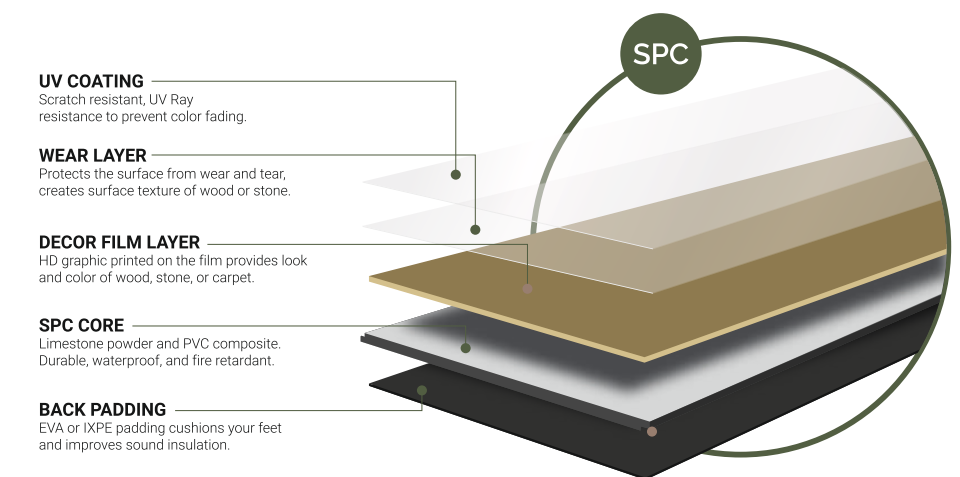 SPC
UV COATING
Scratch resistant, UV Ray
resistance to prevent color fading.
WEAR LAYER
Protects the surface from wear and tear,
creates surface texture of wood or stone.
DECOR FILM LAYER
HD graphic printed on the film provides look
and color of wood, stone, or carpet.
SPC CORE
Limestone powder and PVC composite.
Durable, waterproof, and fire retardant.
BACK PADDING
EVA or IXPE padding cushions your feet
and improves sound insulation.